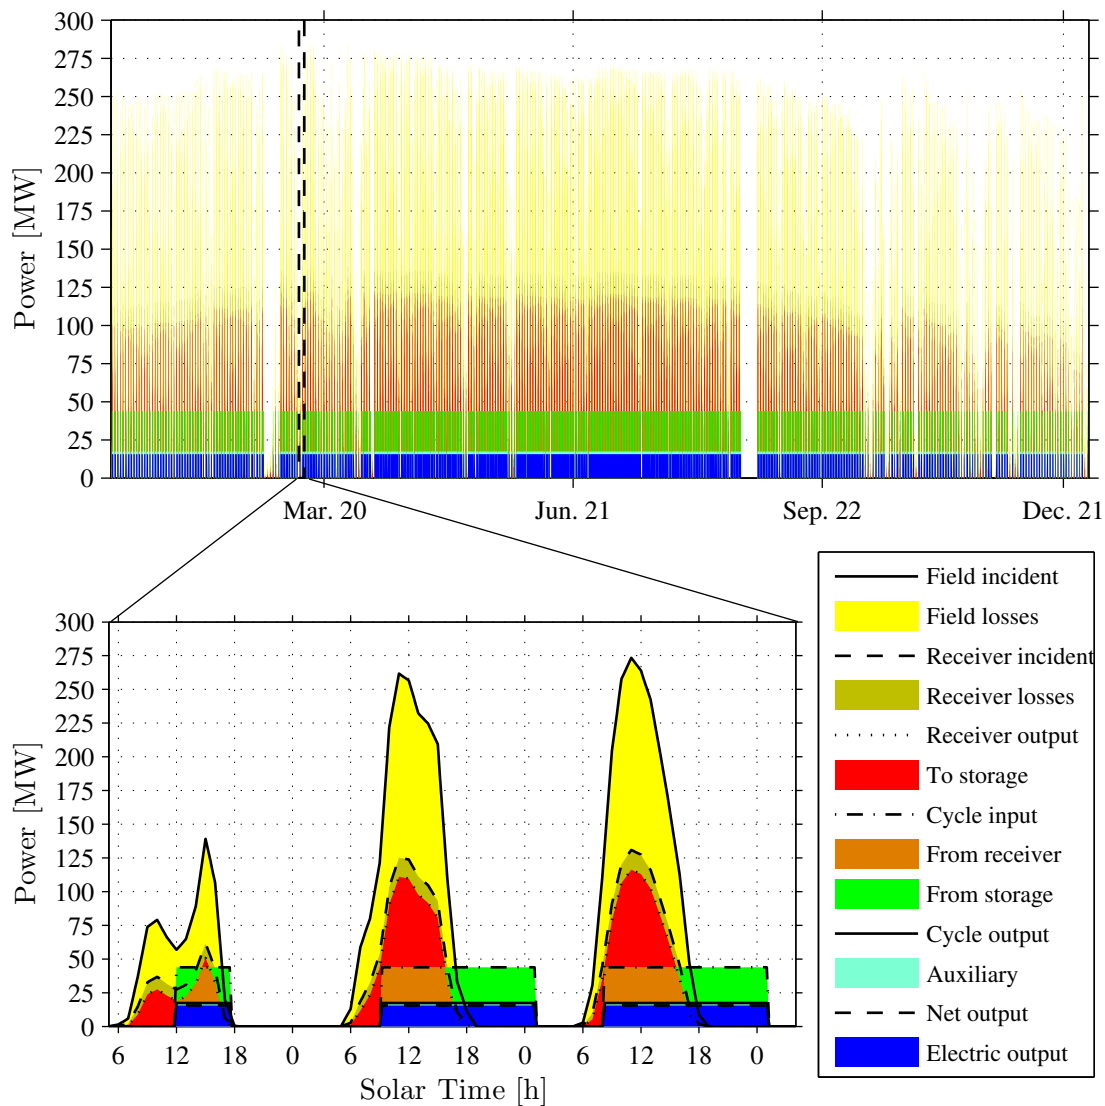 300
275
250
225
200
175
150
125
100
75
50
25
0
Power [MW]
Mar. 20 Jun. 21 Sep. 22 Dec. 21
300
275
250
225
200
175
150
125
100
75
50
25
0
Power [MW]
6 12 18 0 6 12 18 0 6 12 18 0
Solar Time [h]
Field incident
Field losses
Receiver incident
Receiver losses
Receiver output
To storage
Cycle input
From receiver
From storage
Cycle output
Auxiliary
Net output
Electric output